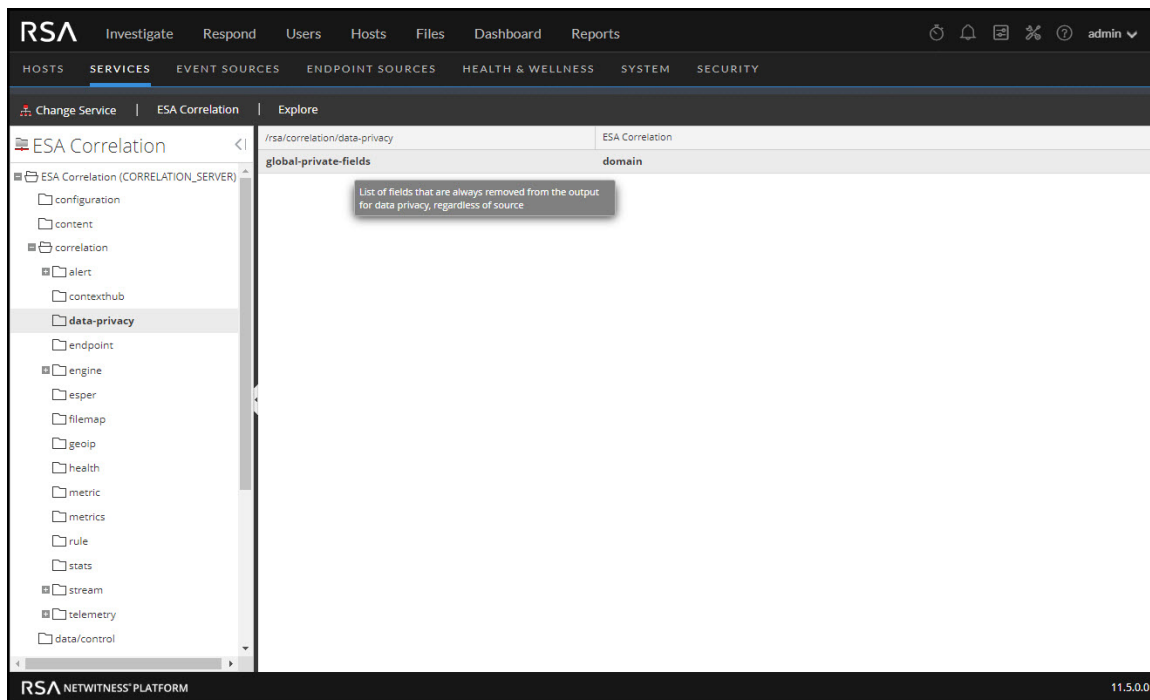 RSA Investigate Respond Users Hosts Files Dashboard Reports admin
HOSTS SERVICES EVENT SOURCES ENDPOINT SOURCES HEALTH & WELLNESS SYSTEM SECURITY
Change Service | ESA Correlation | Explore
ESA Correlation
ESA Correlation (CORRELATION_SERVER)
configuration
content
correlation
alert
contexthub
data-privacy
endpoint
engine
esper
filemap
geoip
health
metric
metrics
rule
stats
stream
telemetry
data/control
/rsa/correlation/data-privacy ESA Correlation
global-private-fields domain
List of fields that are always removed from the output
for data privacy, regardless of source
RSA NETWITNESS® PLATFORM 11.5.0.0